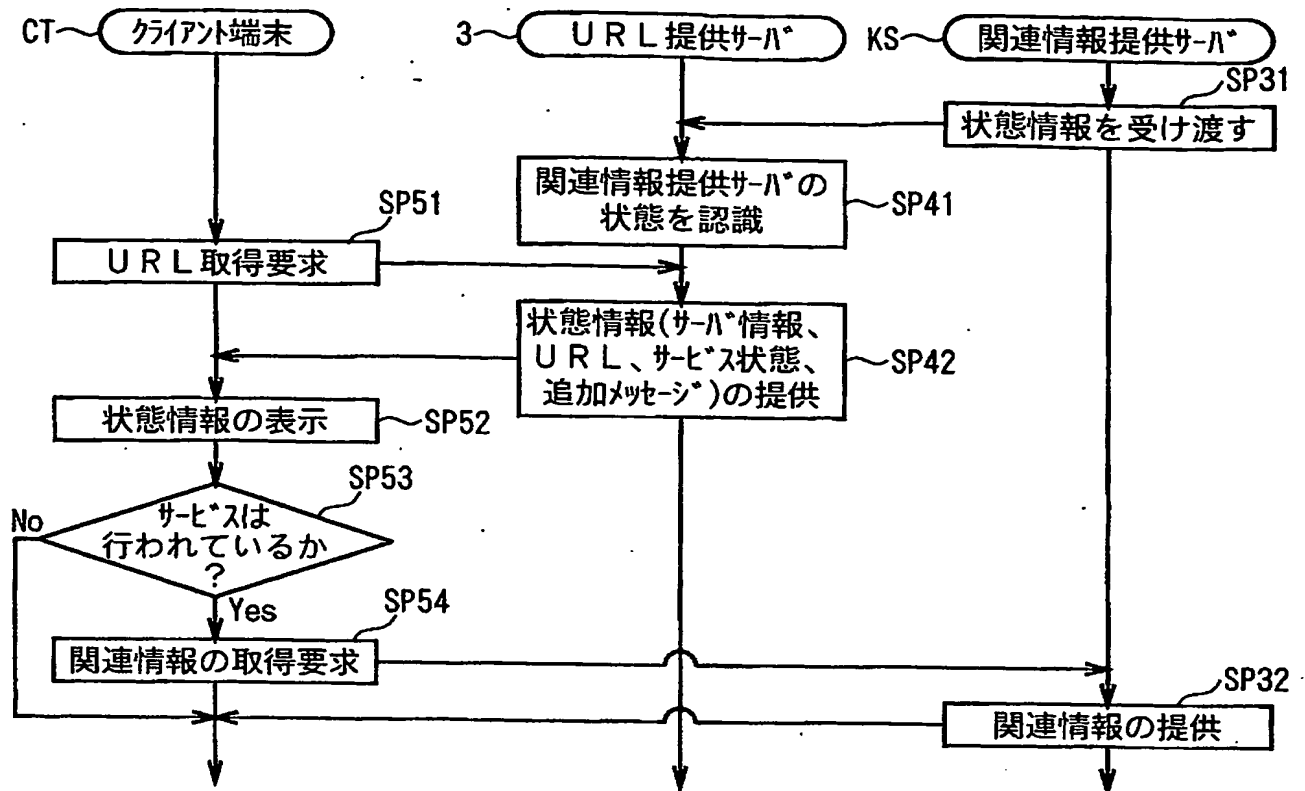 CT
クライアント端末
3
ＵＲＬ提供サーバ
KS
関連情報提供サーバ
SP31
状態情報を受け渡す
関連情報提供サーバの
状態を認識
SP41
SP51
ＵＲＬ取得要求
状態情報(サーバ情報、
ＵＲＬ、サービス状態、
追加メッセージ)の提供
SP42
状態情報の表示
SP52
SP53
No
サービスは
行われているか
?
Yes
SP54
関連情報の取得要求
SP32
関連情報の提供